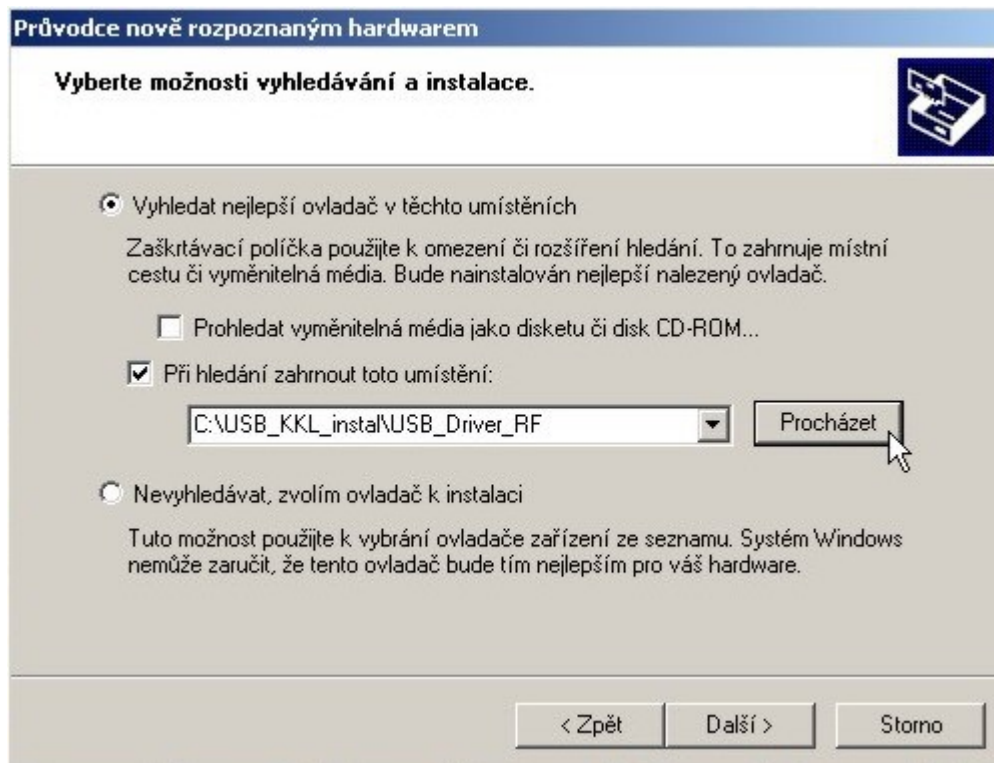 Průvodce nově rozpoznaným hardwarem
Vyberte možnosti vyhledávání a instalace.
Vyhledat nejlepší ovladač v těchto umístěních
Zaškrtávací políčka použijte k omezení či rozšíření hledání. To zahrnuje místní
cestu či vyměnitelná média. Bude nainstalován nejlepší nalezený ovladač.
Prohledat vyměnitelná média jako disketu či disk CD-ROM...
Při hledání zahrnout toto umístění:
C:\USB_KKL_instal\USB_Driver_RF
Procházet
Nevyhledávat, zvolím ovladač k instalaci
Tuto možnost použijte k vybrání ovladače zařízení ze seznamu. Systém Windows
nemůže zaručit, že tento ovladač bude tím nejlepším pro váš hardware.
< Zpět Další > Storno